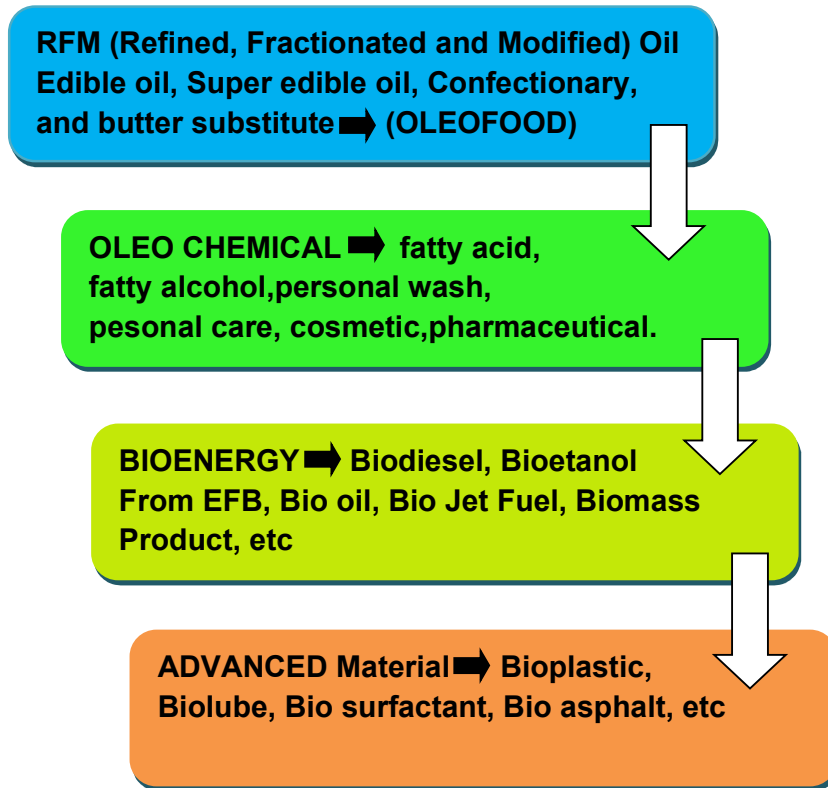 RFM (Refined, Fractionated and Modified) Oil
Edible oil, Super edible oil, Confectionary,
and butter substitute (OLEOFOOD)
OLEO CHEMICAL fatty acid,
fatty alcohol,personal wash,
pesonal care, cosmetic,pharmaceutical.
BIOENERGY Biodiesel, Bioetanol
From EFB, Bio oil, Bio Jet Fuel, Biomass
Product, etc
ADVANCED Material Bioplastic,
Biolube, Bio surfactant, Bio asphalt, etc